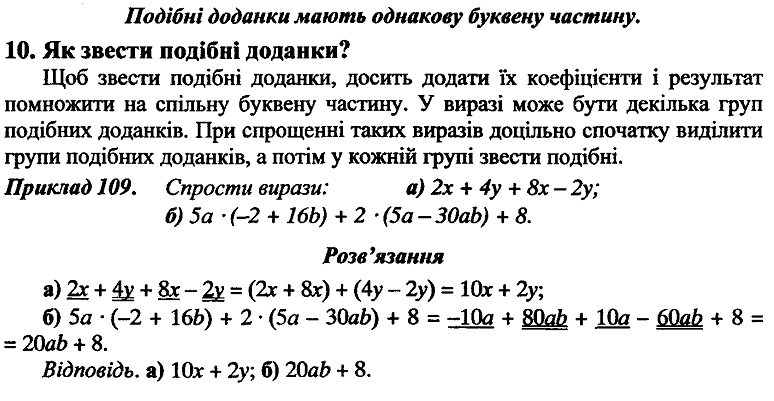 Подібні доданки мають однакову буквену частину.
10. Як звести подібні доданки?
Щоб звести подібні доданки, досить додати їх коефіцієнти і результат
помножити на спільну буквену частину. У виразі може бути декілька груп
подібних доданків. При спрощенні таких виразів доцільно спочатку виділити
групи подібних доданків, а потім у кожній групі звести подібні.
Приклад 109. Спрости вирази: а) 2x + 4y + 8x – 2y;
б) 5a · (–2 + 16b) + 2 · (5a – 30ab) + 8.
Розв’язання
а) 2x + 4y + 8x – 2y = (2x + 8x) + (4y – 2y) = 10x + 2y;
б) 5a · (–2 + 16b) + 2 · (5a – 30ab) + 8 = –10a + 80ab + 10a – 60ab + 8 =
= 20ab + 8.
Відповідь. а) 10x + 2y; б) 20ab + 8.